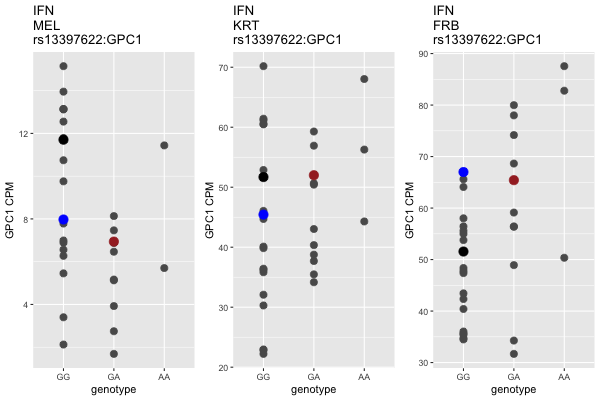 IFN
MEL
rs13397622:GPC1
GPC1 CPM
12
8
4
GG
GA
AA
genotype
IFN
KRT
rs13397622:GPC1
GPC1 CPM
70
60
50
40
30
20
GG
GA
AA
genotype
IFN
FRB
rs13397622:GPC1
GPC1 CPM
90
80
70
60
50
40
30
GG
GA
AA
genotype